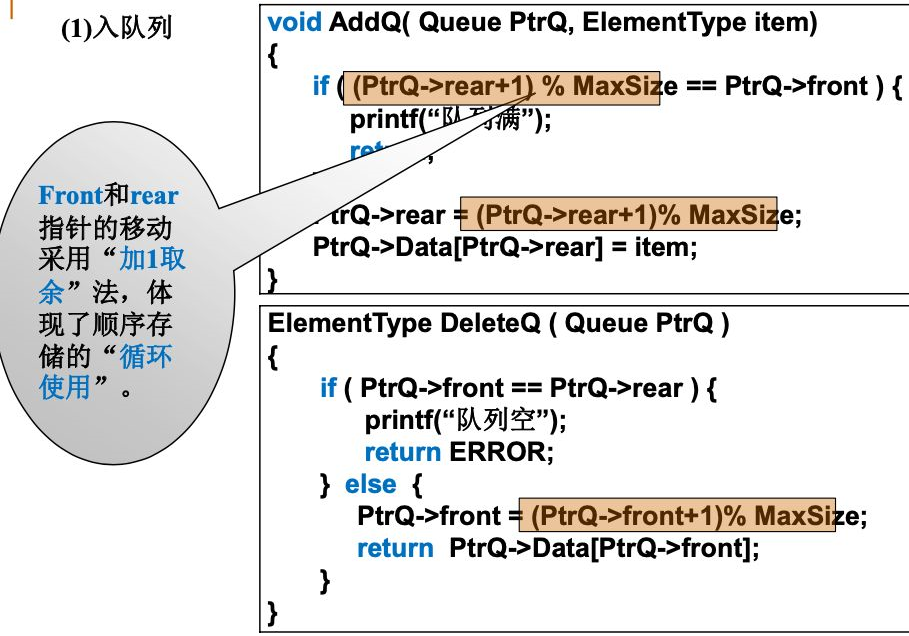 (1)入队列
void AddQ( Queue PtrQ, ElementType item)
{
if ( (PtrQ->rear+1) % MaxSize == PtrQ->front ) {
printf(“队列满”);
;
trQ->rear = (PtrQ->rear+1)% MaxSize;
PtrQ->Data[PtrQ->rear] = item;
}
Front和rear
指针的移动
采用“加1取
余”法，体
现了顺序存
储的“循环
使用”。
ElementType DeleteQ ( Queue PtrQ )
{
if ( PtrQ->front == PtrQ->rear ) {
printf(“队列空”);
return ERROR;
} else {
PtrQ->front = (PtrQ->front+1)% MaxSize;
return PtrQ->Data[PtrQ->front];
}
}